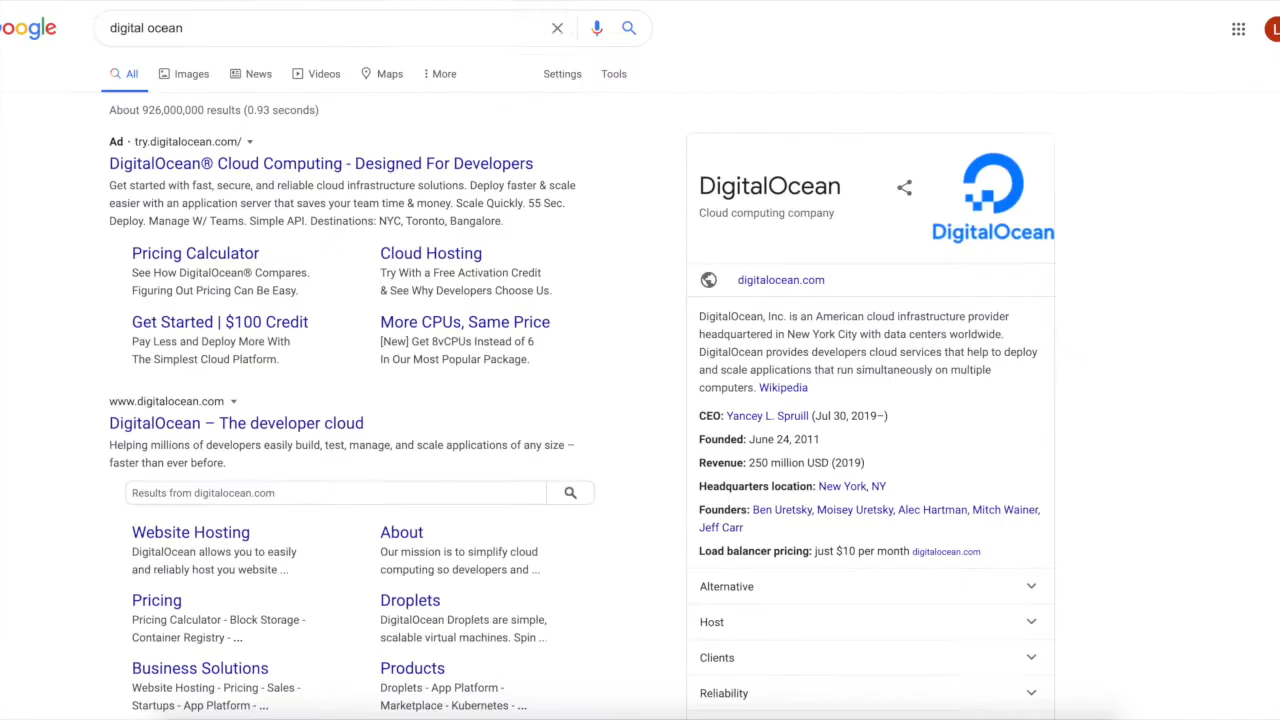 oogle
digital ocean
L
All Images News Videos Maps More Settings Tools
About 926,000,000 results (0.93 seconds)
Ad · try.digitalocean.com/
DigitalOcean® Cloud Computing - Designed For Developers
Get started with fast, secure, and reliable cloud infrastructure solutions. Deploy faster & scale
easier with an application server that saves your team time & money. Scale Quickly. 55 Sec.
Deploy. Manage W/ Teams. Simple API. Destinations: NYC, Toronto, Bangalore.
Pricing Calculator
See How DigitalOcean® Compares.
Figuring Out Pricing Can Be Easy.
Cloud Hosting
Try With a Free Activation Credit
& See Why Developers Choose Us.
Get Started | $100 Credit
Pay Less and Deploy More With
The Simplest Cloud Platform.
More CPUs, Same Price
[New] Get 8vCPUs Instead of 6
In Our Most Popular Package.
www.digitalocean.com
DigitalOcean – The developer cloud
Helping millions of developers easily build, test, manage, and scale applications of any size –
faster than ever before.
Results from digitalocean.com
Website Hosting
DigitalOcean allows you to easily
and reliably host you website ...
About
Our mission is to simplify cloud
computing so developers and ...
Pricing
Pricing Calculator - Block Storage -
Container Registry - ...
Droplets
DigitalOcean Droplets are simple,
scalable virtual machines. Spin ...
Business Solutions
Website Hosting - Pricing - Sales -
Startups - App Platform - ...
Products
Droplets - App Platform -
Marketplace - Kubernetes - ...
DigitalOcean
Cloud computing company
DigitalOcean
digitalocean.com
DigitalOcean, Inc. is an American cloud infrastructure provider
headquartered in New York City with data centers worldwide.
DigitalOcean provides developers cloud services that help to deploy
and scale applications that run simultaneously on multiple
computers. Wikipedia
CEO: Yancey L. Spruill (Jul 30, 2019–)
Founded: June 24, 2011
Revenue: 250 million USD (2019)
Headquarters location: New York, NY
Founders: Ben Uretsky, Moisey Uretsky, Alec Hartman, Mitch Wainer,
Jeff Carr
Load balancer pricing: just $10 per month digitalocean.com
Alternative
Host
Clients
Reliability